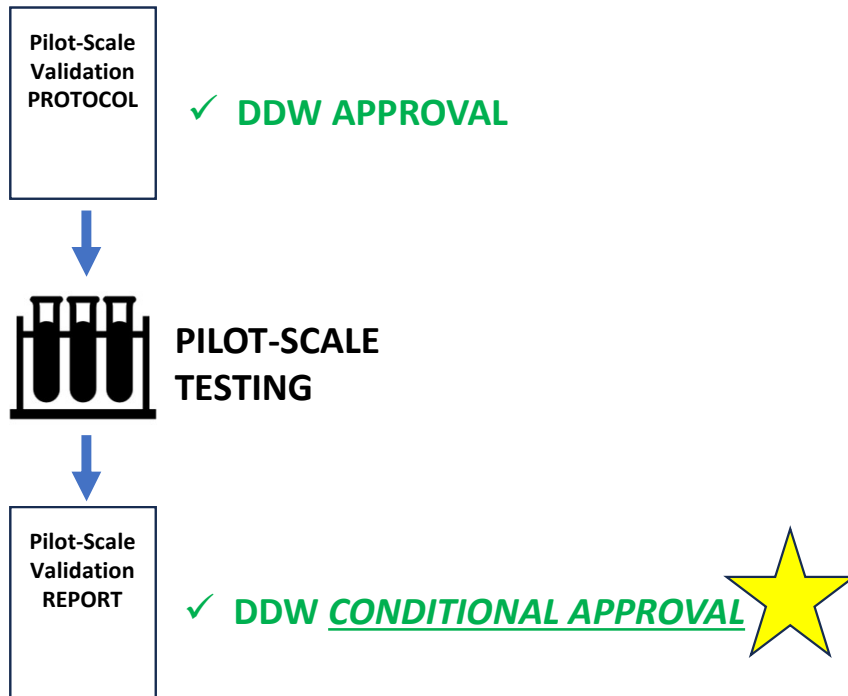 Pilot-Scale
Validation
PROTOCOL
✓ DDW APPROVAL
PILOT-SCALE
TESTING
Pilot-Scale
Validation
REPORT
✓ DDW CONDITIONAL APPROVAL